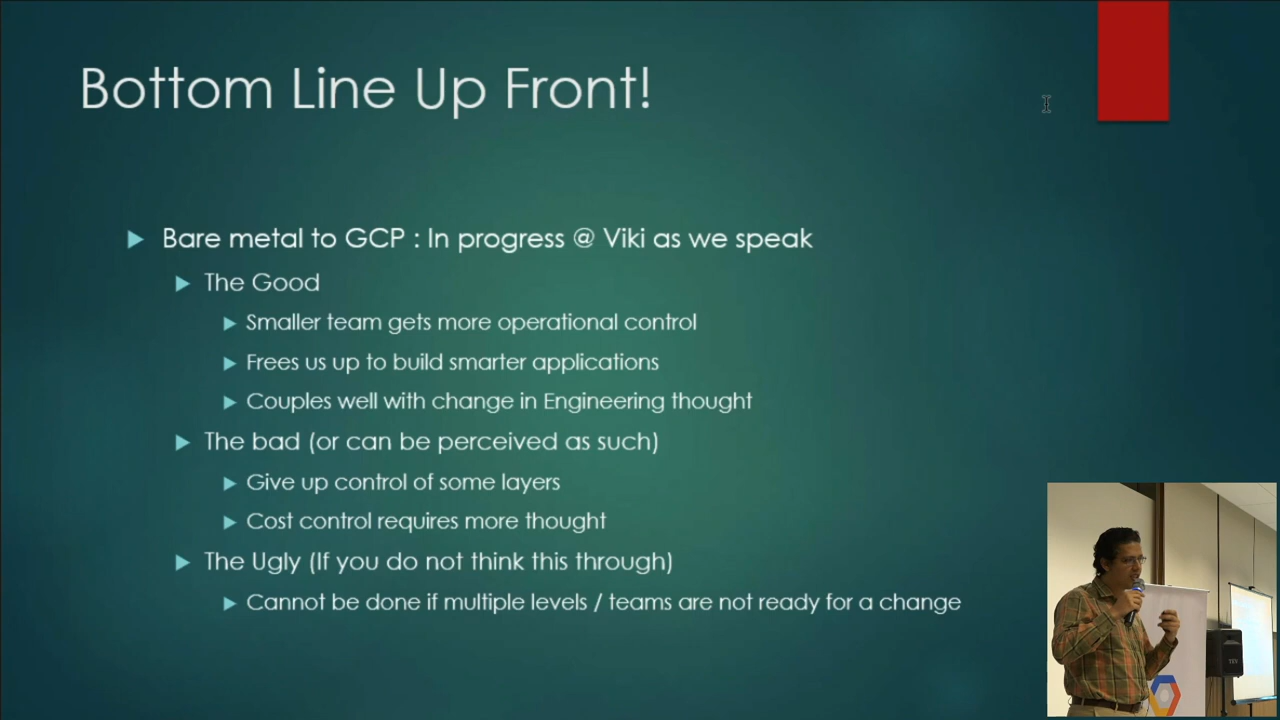 Bottom Line Up Front!
Bare metal to GCP : In progress @ Viki as we speak
The Good
Smaller team gets more operational control
Frees us up to build smarter applications
Couples well with change in Engineering thought
The bad (or can be perceived as such)
Give up control of some layers
Cost control requires more thought
The Ugly (If you do not think this through)
Cannot be done if multiple levels / teams are not ready for a change